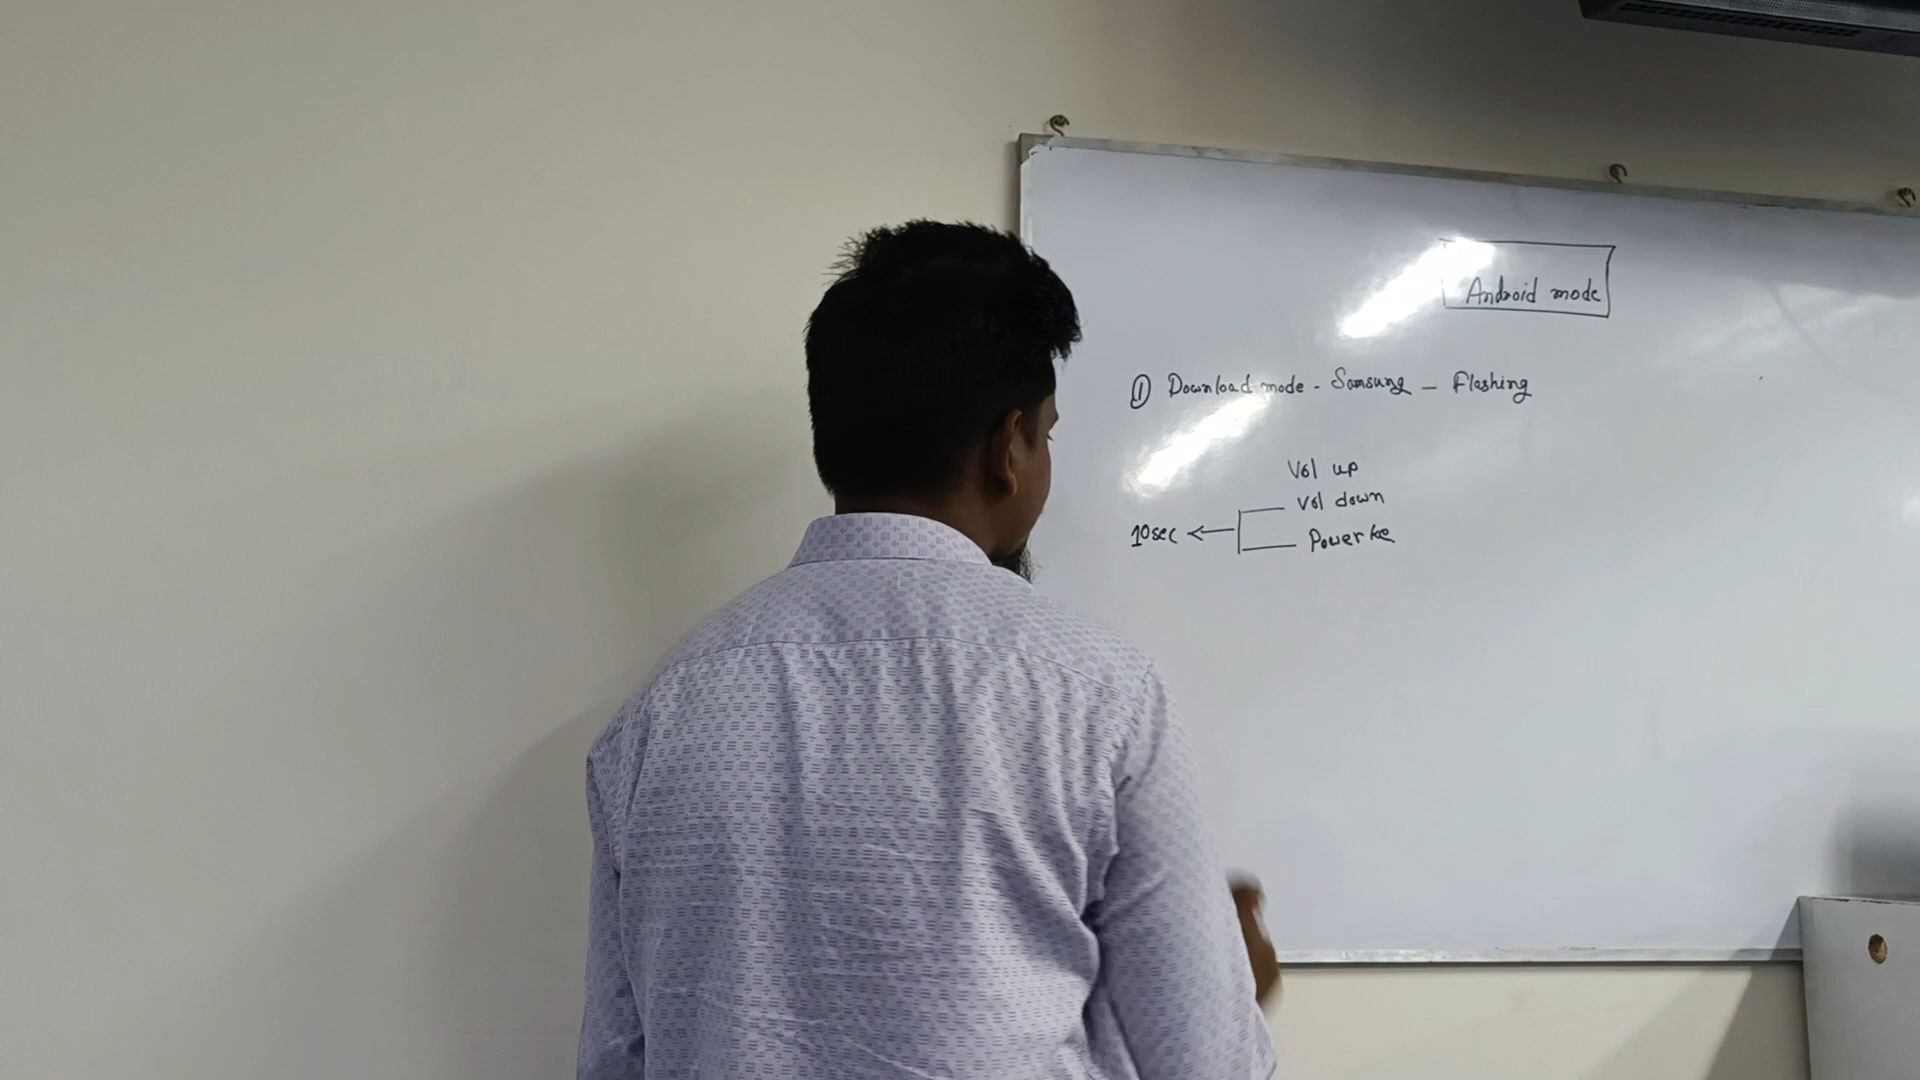 Android mode
① Download mode - Samsung - Flashing
Vol up
Vol down
10sec ← Power ke